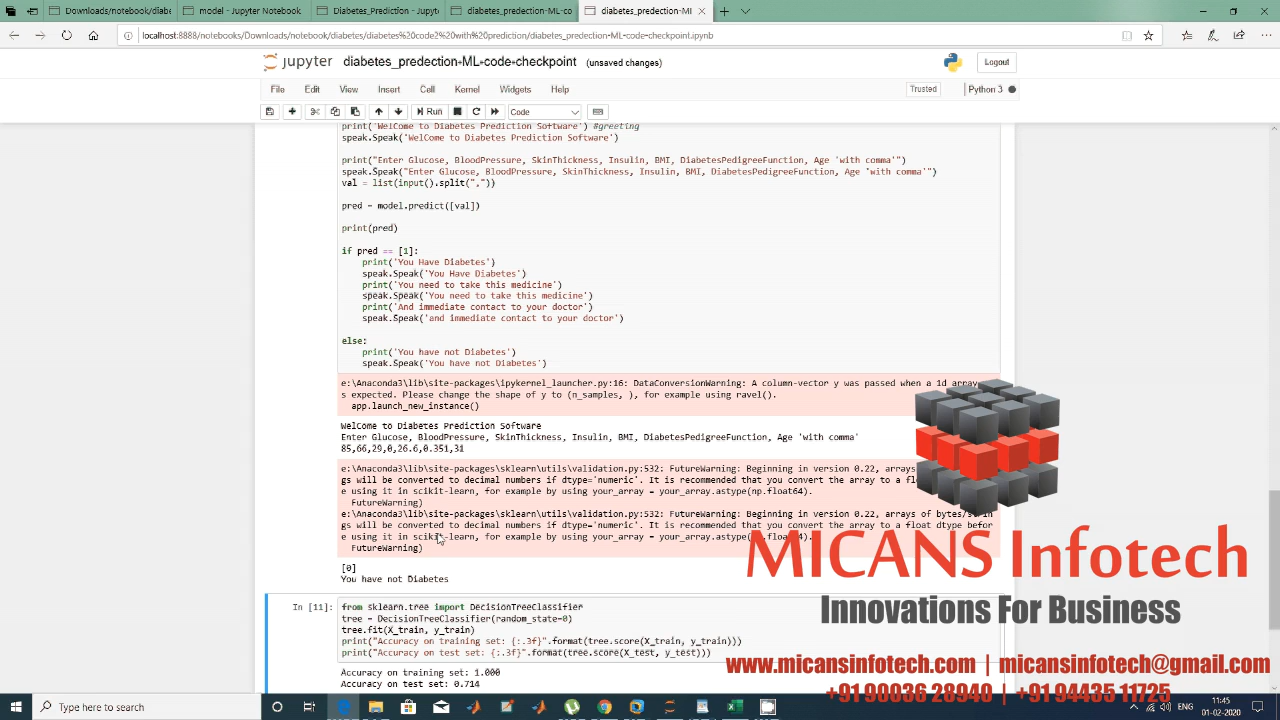 Downloads/notebook/
model - Jupyter Notebook
diabetes_prediction-ML-co
diabetes_predection-MI
localhost:8888/notebooks/Downloads/notebook/diabetes/diabetes%20code2%20with%20prediction/diabetes_predection-ML-code-checkpoint.ipynb
jupyter diabetes_predection-ML-code-checkpoint (unsaved changes)
Logout
File Edit View Insert Cell Kernel Widgets Help
Trusted
Python 3
Run
Code
print('WelCome to Diabetes Prediction Software') #greeting
speak.Speak('WelCome to Diabetes Prediction Software')
print("Enter Glucose, BloodPressure, SkinThickness, Insulin, BMI, DiabetesPedigreeFunction, Age 'with comma'")
speak.Speak("Enter Glucose, BloodPressure, SkinThickness, Insulin, BMI, DiabetesPedigreeFunction, Age 'with comma'")
val = list(input().split(","))
pred = model.predict([val])
print(pred)
if pred == [1]:
print('You Have Diabetes')
speak.Speak('You Have Diabetes')
print('You need to take this medicine')
speak.Speak('You need to take this medicine')
print('And immediate contact to your doctor')
speak.Speak('and immediate contact to your doctor')
else:
print('You have not Diabetes')
speak.Speak('You have not Diabetes')
e:\Anaconda3\lib\site-packages\ipykernel_launcher.py:16: DataConversionWarning: A column-vector y was passed when a 1d array
s expected. Please change the shape of y to (n_samples, ), for example using ravel().
app.launch_new_instance()
WelCome to Diabetes Prediction Software
Enter Glucose, BloodPressure, SkinThickness, Insulin, BMI, DiabetesPedigreeFunction, Age 'with comma'
85,66,29,0,26.6,0.351,31
e:\Anaconda3\lib\site-packages\sklearn\utils\validation.py:532: FutureWarning: Beginning in version 0.22, arrays
gs will be converted to decimal numbers if dtype='numeric'. It is recommended that you convert the array to a fl
e using it in scikit-learn, for example by using your_array = your_array.astype(np.float64).
FutureWarning)
e:\Anaconda3\lib\site-packages\sklearn\utils\validation.py:532: FutureWarning: Beginning in version 0.22, arrays of bytes/strin
gs will be converted to decimal numbers if dtype='numeric'. It is recommended that you convert the array to a float dtype befor
e using it in scikit-learn, for example by using your_array = your_array.astype(np.float64).
FutureWarning)
[0]
You have not Diabetes
In [11]:
from sklearn.tree import DecisionTreeClassifier
tree = DecisionTreeClassifier(random_state=0)
tree.fit(X_train, y_train)
print("Accuracy on training set: {:.3f}".format(tree.score(X_train, y_train)))
print("Accuracy on test set: {:.3f}".format(tree.score(X_test, y_test)))
Accuracy on training set: 1.000
Accuracy on test set: 0.714
MICANS Infotech
Innovations For Business
www.micansinfotech.com | micansinfotech@gmail.com
+91 90036 28940 | +91 94435 11725
Type here to search
ENG
11:45
01-02-2020